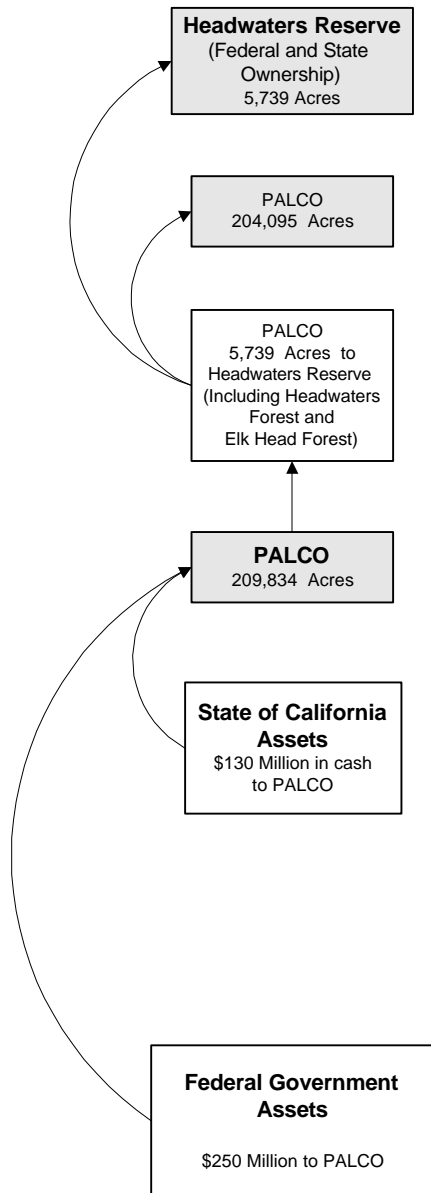 Headwaters Reserve
(Federal and State
Ownership)
5,739 Acres
PALCO
204,095 Acres
PALCO
5,739 Acres to
Headwaters Reserve
(Including Headwaters
Forest and
Elk Head Forest)
PALCO
209,834 Acres
State of California
Assets
$130 Million in cash
to PALCO
Federal Government
Assets
$250 Million to PALCO